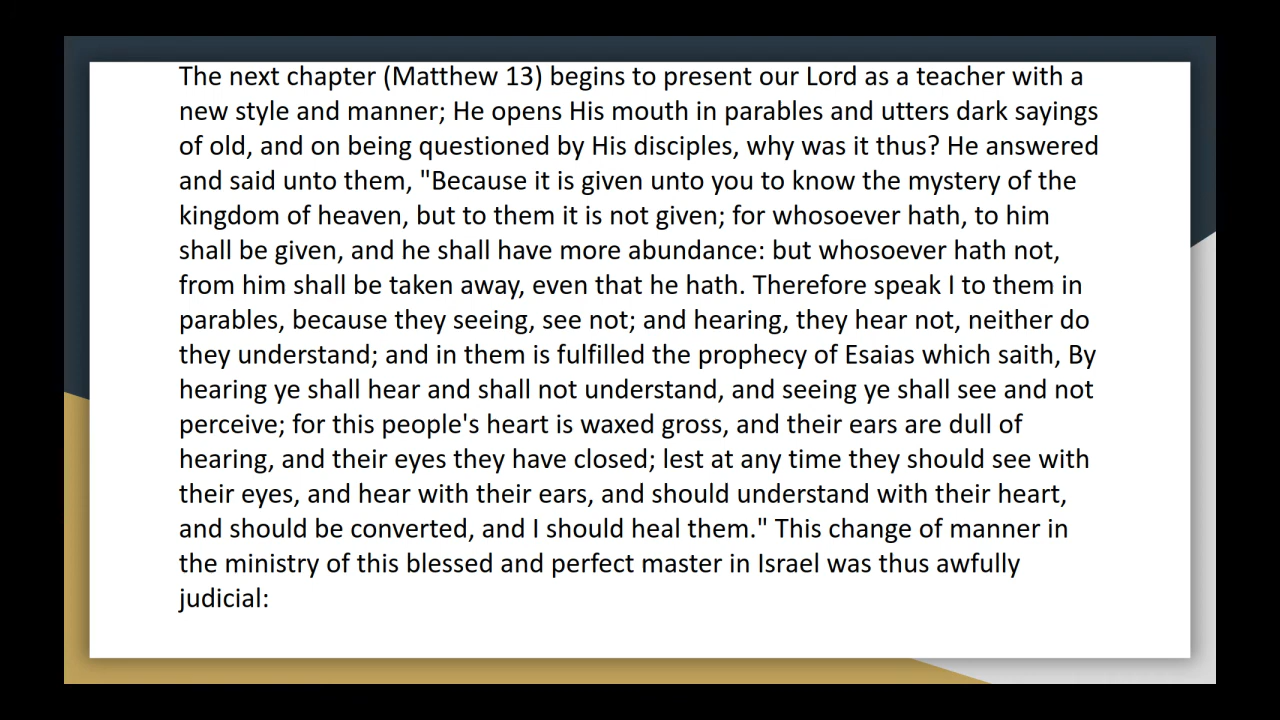 The next chapter (Matthew 13) begins to present our Lord as a teacher with a
new style and manner; He opens His mouth in parables and utters dark sayings
of old, and on being questioned by His disciples, why was it thus? He answered
and said unto them, "Because it is given unto you to know the mystery of the
kingdom of heaven, but to them it is not given; for whosoever hath, to him
shall be given, and he shall have more abundance: but whosoever hath not,
from him shall be taken away, even that he hath. Therefore speak I to them in
parables, because they seeing, see not; and hearing, they hear not, neither do
they understand; and in them is fulfilled the prophecy of Esaias which saith, By
hearing ye shall hear and shall not understand, and seeing ye shall see and not
perceive; for this people's heart is waxed gross, and their ears are dull of
hearing, and their eyes they have closed; lest at any time they should see with
their eyes, and hear with their ears, and should understand with their heart,
and should be converted, and I should heal them." This change of manner in
the ministry of this blessed and perfect master in Israel was thus awfully
judicial: